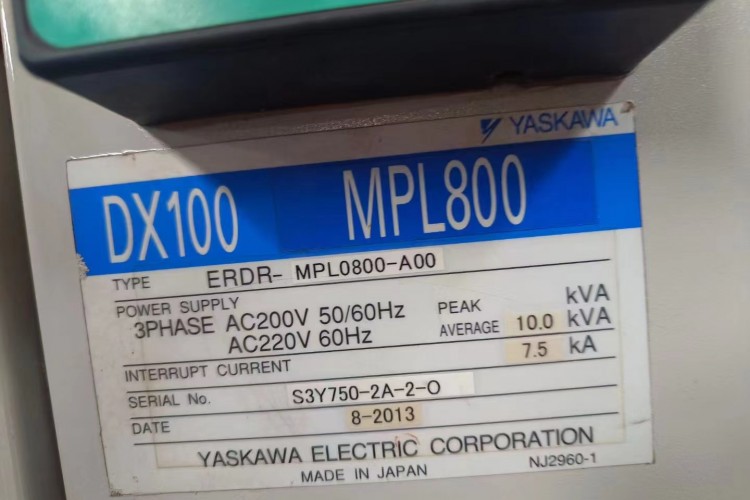 YASKAWA
DX100 MPL800
TYPE ERDR- MPL0800-A00
POWER SUPPLY
3PHASE AC200V 50/60Hz PEAK kVA
AC220V 60Hz AVERAGE 10.0 kVA
INTERRUPT CURRENT 7.5 kA
SERIAL No. S3Y750-2A-2-O
DATE 8-2013
YASKAWA ELECTRIC CORPORATION
MADE IN JAPAN NJ2960-1